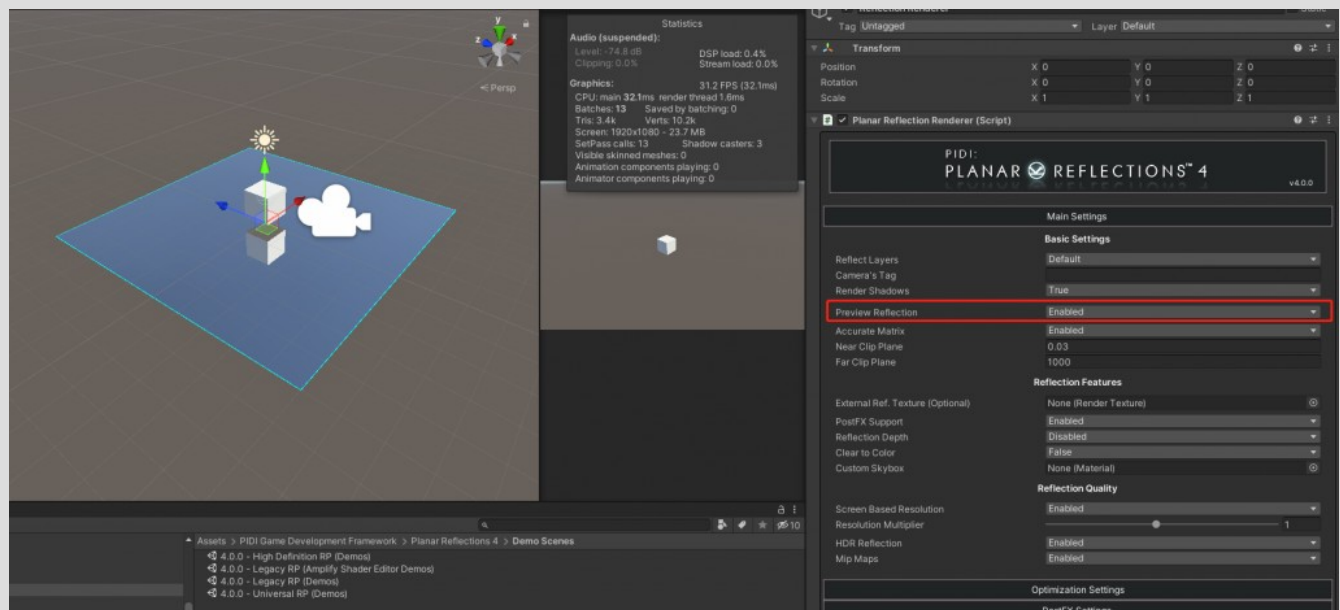 y
z
x
Persp
Statistics
Audio (suspended):
Level: -74.8 dB DSP load: 0.4%
Clipping: 0.0% Stream load: 0.0%
Graphics: 31.2 FPS (32.1ms)
CPU: main 32.1ms render thread 1.6ms
Batches: 13 Saved by batching: 0
Tris: 3.4k Verts: 10.2k
Screen: 1920x1080 - 23.7 MB
SetPass calls: 13 Shadow casters: 3
Visible skinned meshes: 0
Animation components playing: 0
Animator components playing: 0
10
Assets > PIDI Game Development Framework > Planar Reflections 4 > Demo Scenes
4.0.0 - High Definition RP (Demos)
4.0.0 - Legacy RP (Amplify Shader Editor Demos)
4.0.0 - Legacy RP (Demos)
4.0.0 - Universal RP (Demos)
Reflection Renderer Static
Tag Untagged Layer Default
Transform
Position X 0 Y 0 Z 0
Rotation X 0 Y 0 Z 0
Scale X 1 Y 1 Z 1
Planar Reflection Renderer (Script)
PIDI:
PLANAR REFLECTIONS™ 4
v4.0.0
Main Settings
Basic Settings
Reflect Layers Default
Camera's Tag
Render Shadows True
Preview Reflection Enabled
Accurate Matrix Enabled
Near Clip Plane 0.03
Far Clip Plane 1000
Reflection Features
External Ref. Texture (Optional) None (Render Texture)
PostFX Support Enabled
Reflection Depth Disabled
Clear to Color False
Custom Skybox None (Material)
Reflection Quality
Screen Based Resolution Enabled
Resolution Multiplier 1
HDR Reflection Enabled
Mip Maps Enabled
Optimization Settings
PostFX Settings